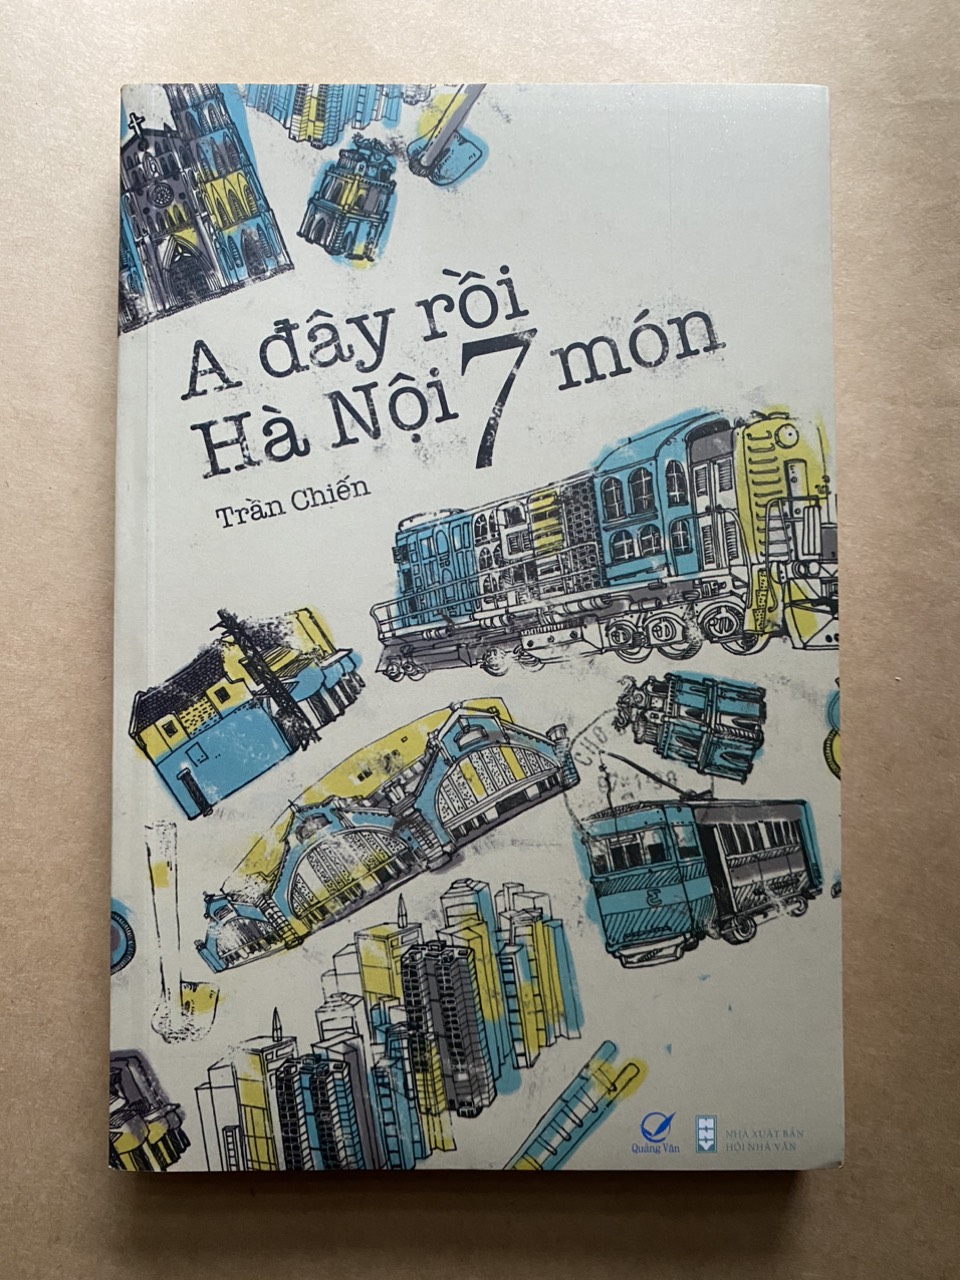 A đây rồi
Hà Nội 7 món
Trần Chiến
Quảng Văn
NHÀ XUẤT BẢN
HỘI NHÀ VĂN